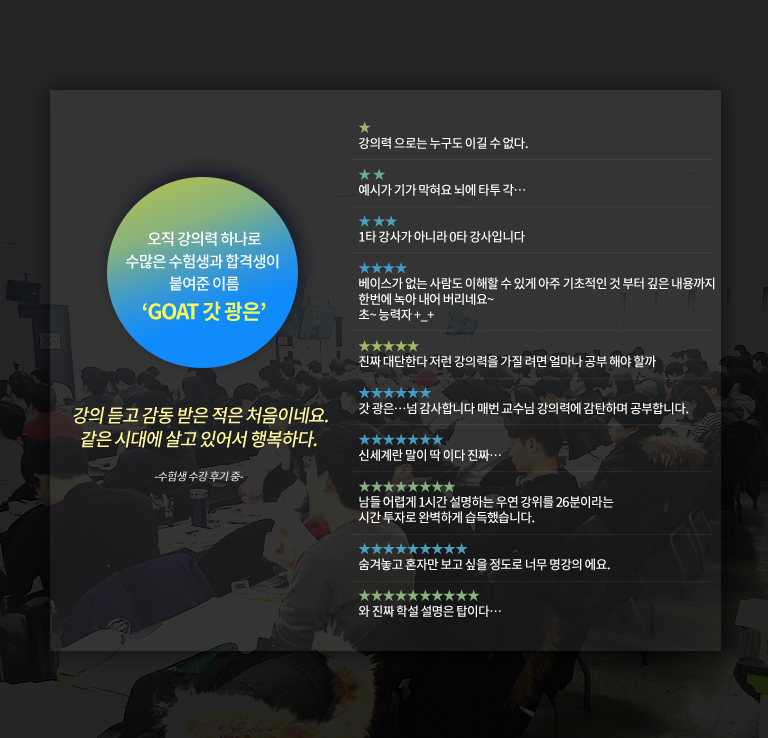 오직 강의력 하나로
수많은 수험생과 합격생이
붙여준 이름
‘GOAT 갓 광은’
강의 듣고 감동 받은 적은 처음이네요.
같은 시대에 살고 있어서 행복하다.
-수험생 수강 후기 중-
★
강의력 으로는 누구도 이길 수 없다.
★ ★
예시가 기가 막혀요 뇌에 타투 각…
★ ★★
1타 강사가 아니라 0타 강사입니다
★★★★
베이스가 없는 사람도 이해할 수 있게 아주 기초적인 것 부터 깊은 내용까지
한번에 녹아 내어 버리네요~
초~ 능력자 +_+
★★★★★
진짜 대단한다 저런 강의력을 가질 려면 얼마나 공부 해야 할까
★★★★★★
갓 광은…넘 감사합니다 매번 교수님 강의력에 감탄하며 공부합니다.
★★★★★★★
신세계란 말이 딱 이다 진짜…
★★★★★★★★
남들 어렵게 1시간 설명하는 우연 강위를 26분이라는
시간 투자로 완벽하게 습득했습니다.
★★★★★★★★★
숨겨놓고 혼자만 보고 싶을 정도로 너무 명강의 에요.
★★★★★★★★★★
와 진짜 학설 설명은 탑이다…